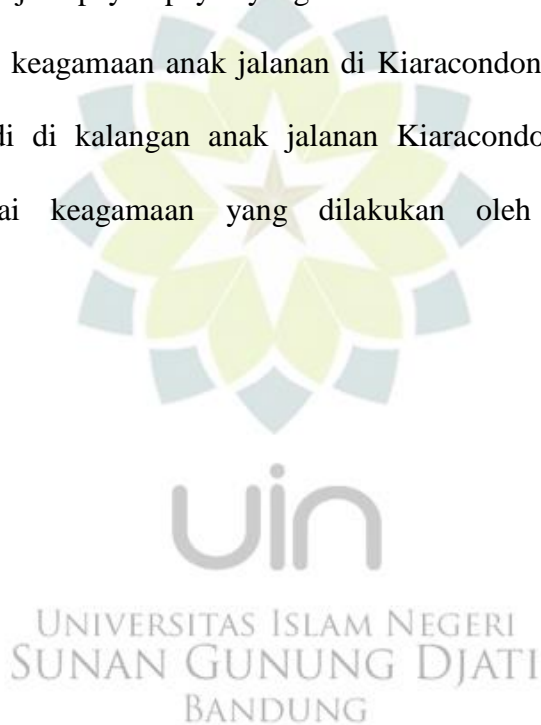 keagamaan anak jalanan di Kiaracondon
di di kalangan anak jalanan Kiaracondo
ai keagamaan yang dilakukan oleh
uin
UNIVERSITAS ISLAM NEGERI
SUNAN GUNUNG DJATI
BANDUNG